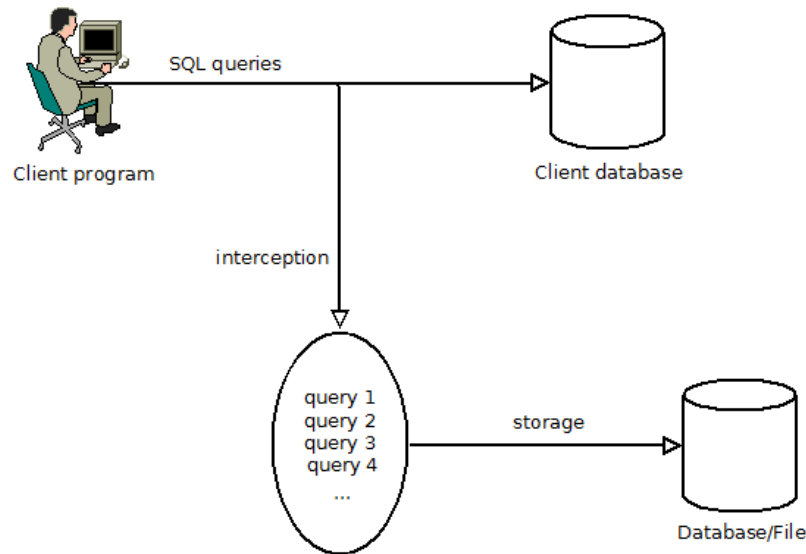 SQL queries
Client program
Client database
interception
query 1
query 2
query 3
query 4
...
storage
Database/File